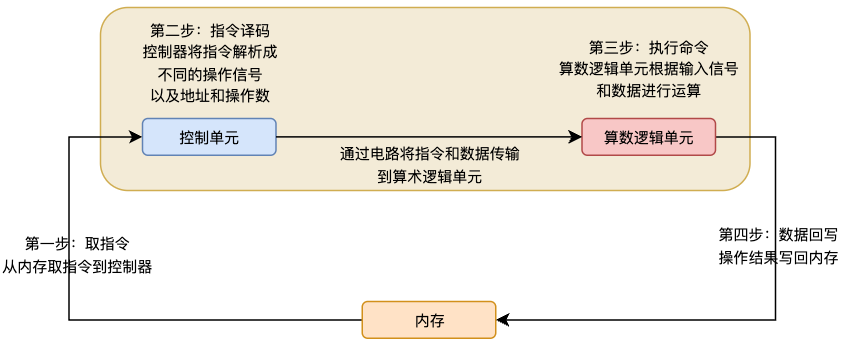 第二步：指令译码
控制器将指令解析成
不同的操作信号
以及地址和操作数
第三步：执行命令
算数逻辑单元根据输入信号
和数据进行运算
控制单元
算数逻辑单元
通过电路将指令和数据传输
到算术逻辑单元
第一步：取指令
从内存取指令到控制器
第四步：数据回写
操作结果写回内存
内存